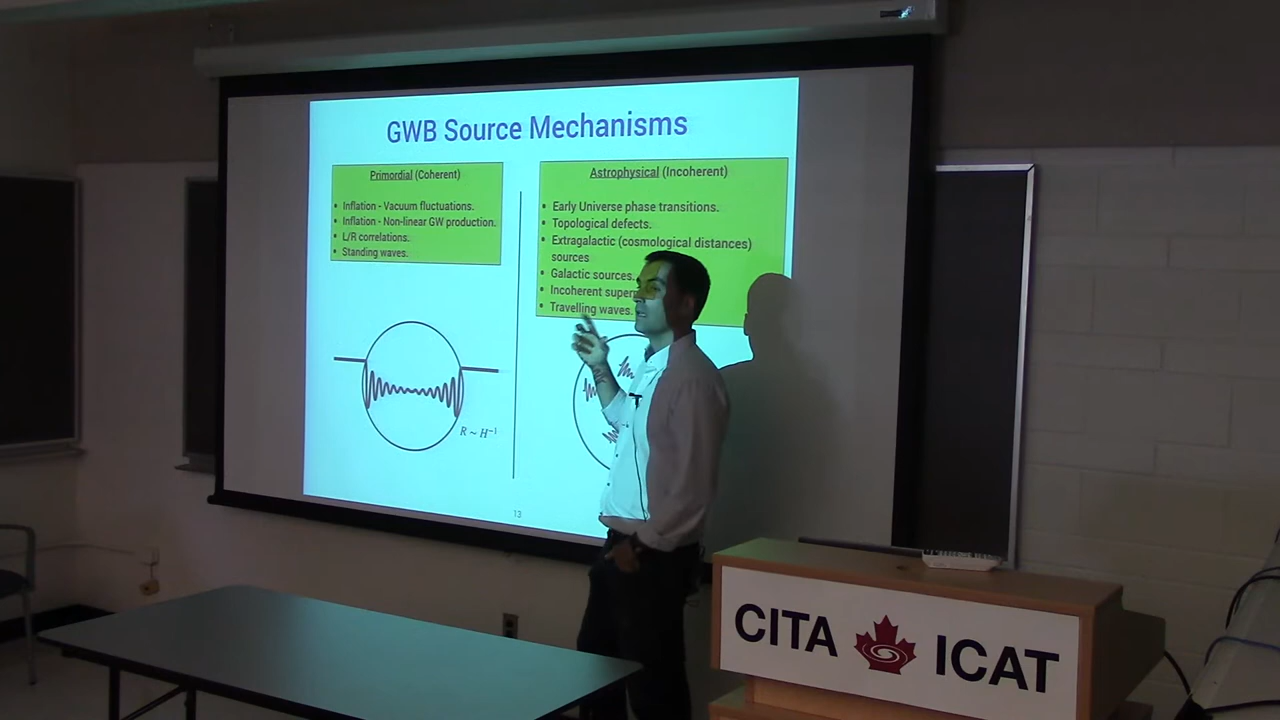 GWB Source Mechanisms
Primordial (Coherent)
• Inflation - Vacuum fluctuations.
• Inflation - Non-linear GW production.
• L/R correlations.
• Standing waves.
R ~ H⁻¹
Astrophysical (Incoherent)
• Early Universe phase transitions.
• Topological defects.
• Extragalactic (cosmological distances)
sources
• Galactic sources.
• Incoherent
• Travelling waves.
13
CITA ICAT